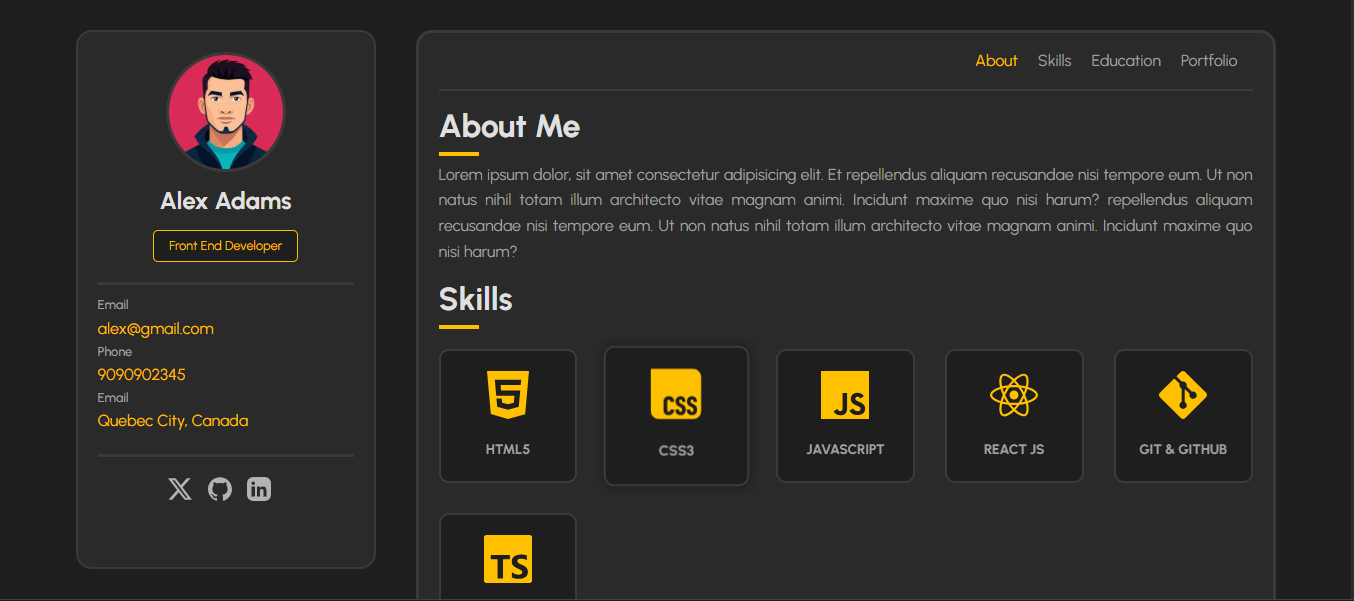 Alex Adams
Front End Developer
Email
alex@gmail.com
Phone
9090902345
Email
Quebec City, Canada
in
About Skills Education Portfolio
About Me
Lorem ipsum dolor, sit amet consectetur adipisicing elit. Et repellendus aliquam recusandae nisi tempore eum. Ut non
natus nihil totam illum architecto vitae magnam animi. Incidunt maxime quo nisi harum? repellendus aliquam
recusandae nisi tempore eum. Ut non natus nihil totam illum architecto vitae magnam animi. Incidunt maxime quo
nisi harum?
Skills
5
HTML5
CSS
CSS3
JS
JAVASCRIPT
REACT JS
GIT & GITHUB
TS